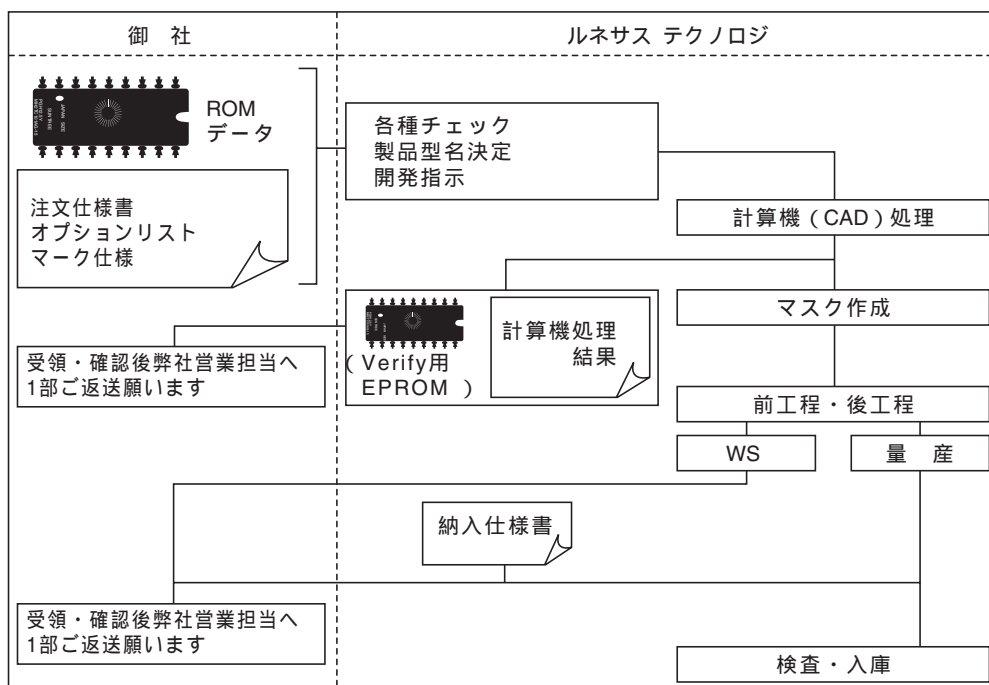 御 社
ルネサス テクノロジ
ROM
データ
注文仕様書
オプションリスト
マーク仕様
各種チェック
製品型名決定
開発指示
計算機（CAD）処理
マスク作成
（Verify用
EPROM ）
計算機処理
結果
受領・確認後弊社営業担当へ
1部ご返送願います
前工程・後工程
WS
量 産
納入仕様書
受領・確認後弊社営業担当へ
1部ご返送願います
検査・入庫